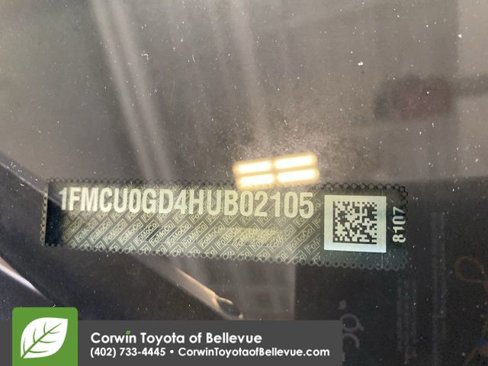 1FMCU0GD4HUB02105
8107
Corwin Toyota of Bellevue
(402) 733-4445 • CorwinToyotaofBellevue.com